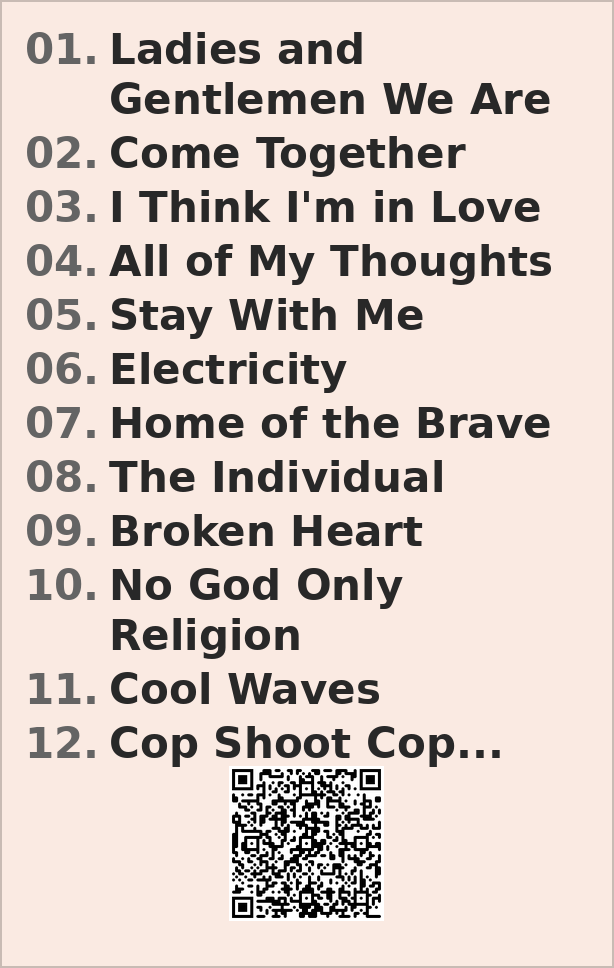 01. Ladies and
Gentlemen We Are
02. Come Together
03. I Think I'm in Love
04. All of My Thoughts
05. Stay With Me
06. Electricity
07. Home of the Brave
08. The Individual
09. Broken Heart
10. No God Only
Religion
11. Cool Waves
12. Cop Shoot Cop...